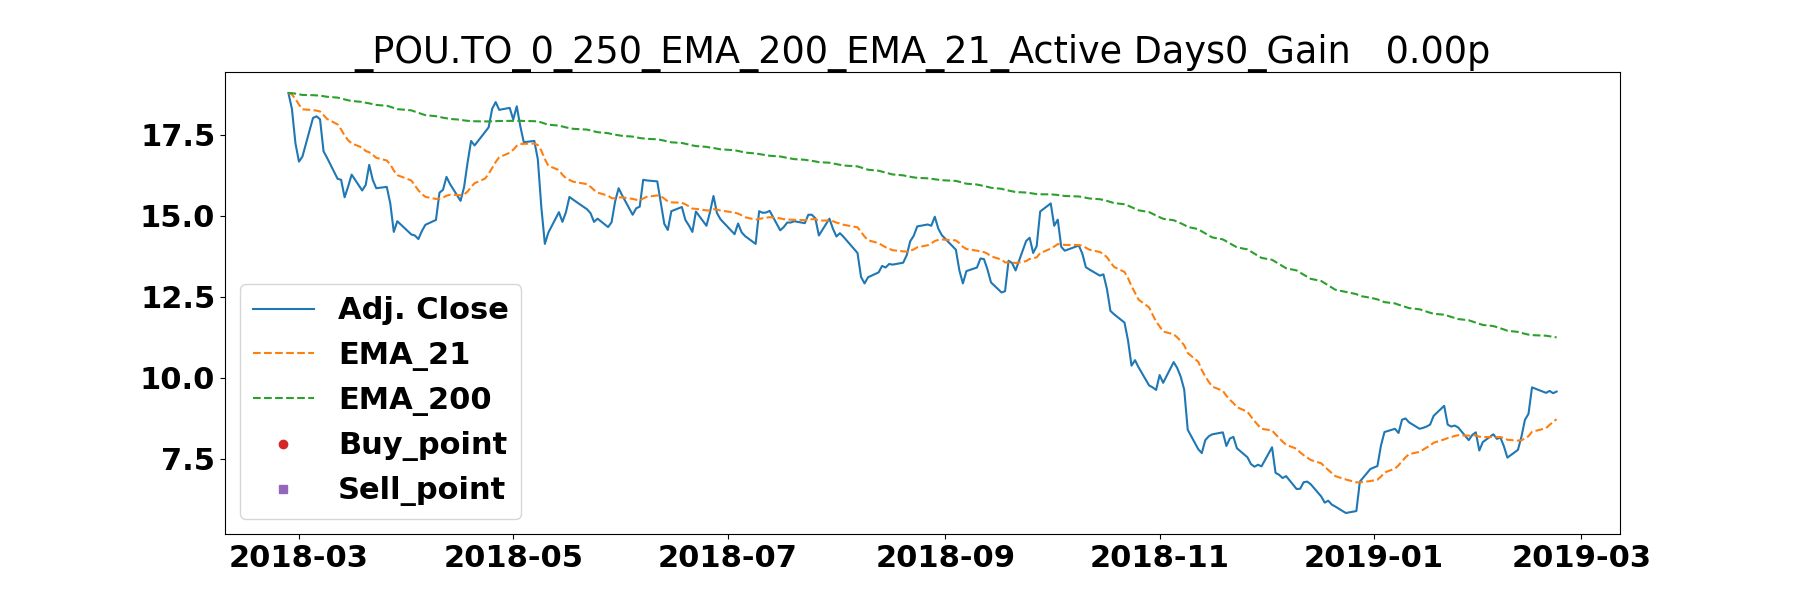 _POU.TO_0_250_EMA_200_EMA_21_Active Days0_Gain   0.00p
17.5
15.0
12.5
10.0
7.5
Adj. Close
EMA_21
EMA_200
Buy_point
Sell_point
2018-03 2018-05 2018-07 2018-09 2018-11 2019-01 2019-03